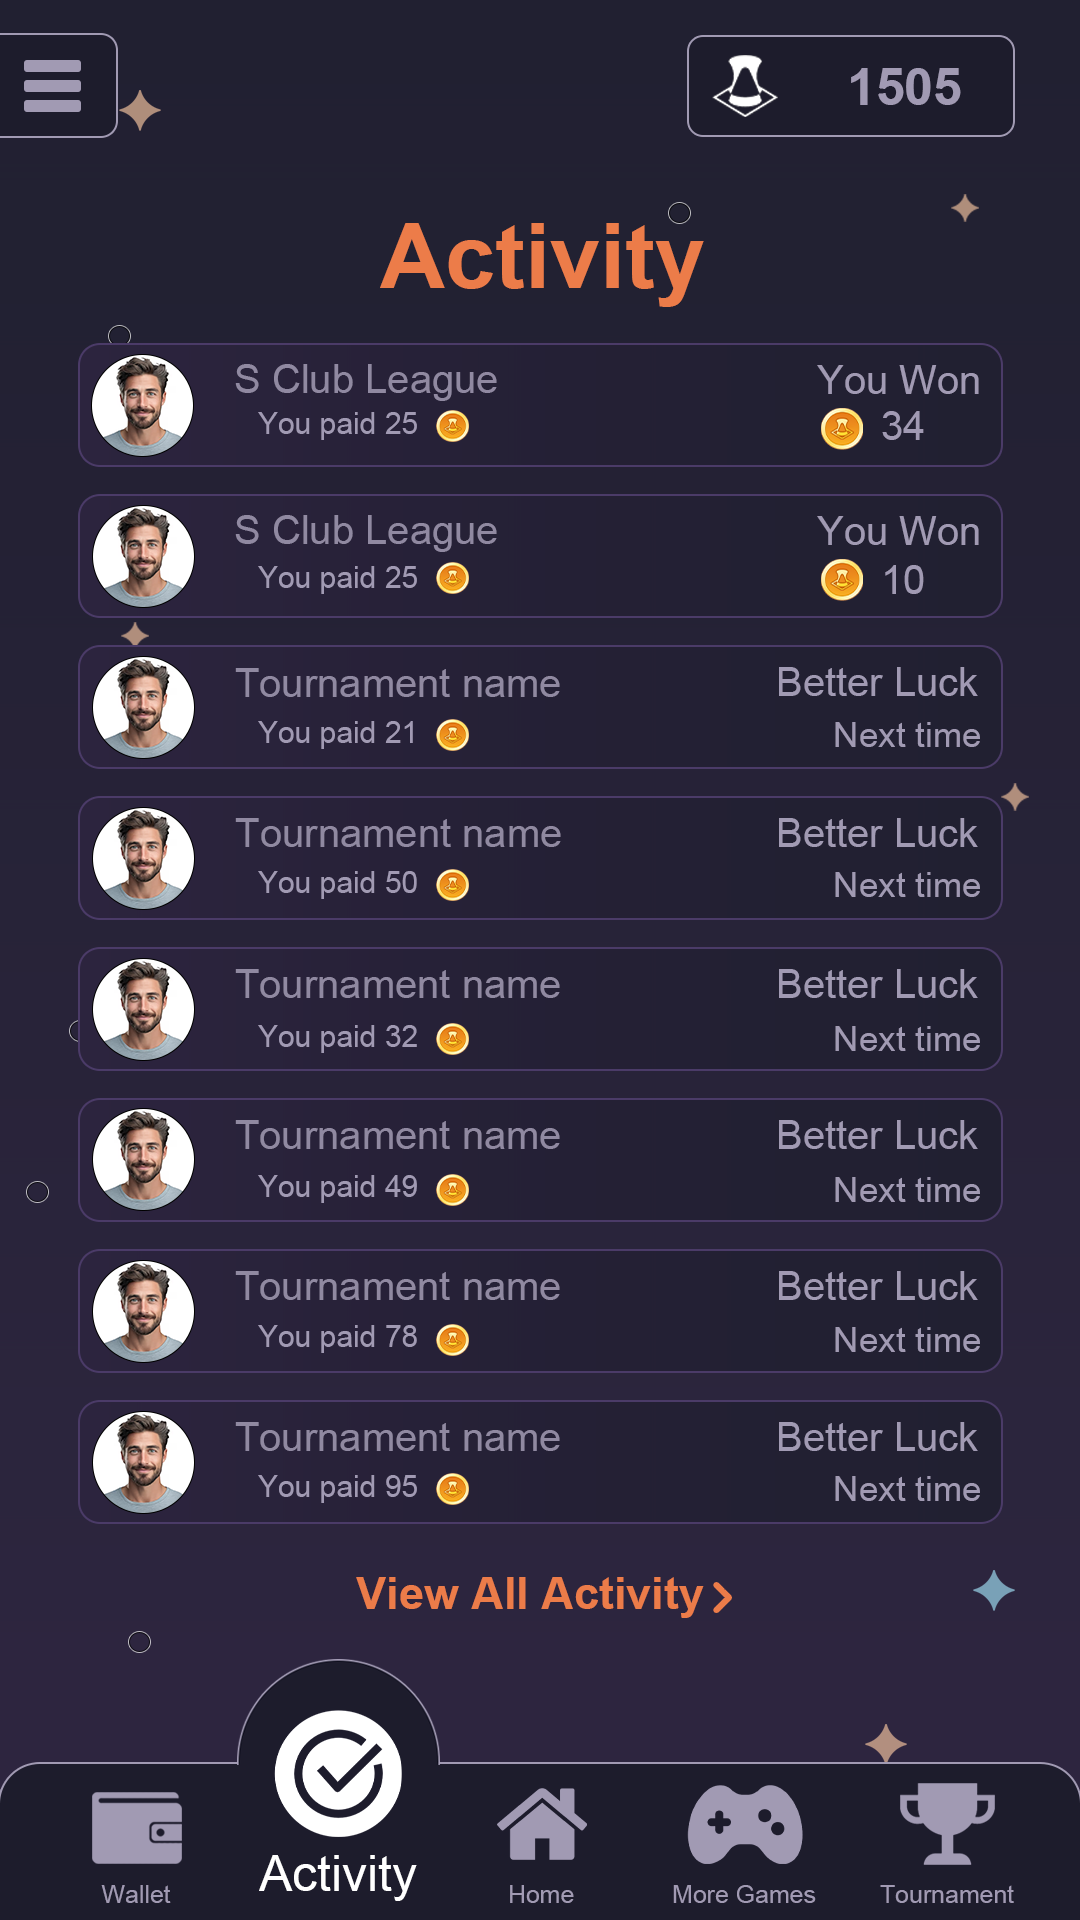 1505
Activity
S Club League
You Won
You paid 25
34
S Club League
You Won
You paid 25
10
Tournament name
Better Luck
You paid 21
Next time
Tournament name
Better Luck
You paid 50
Next time
Tournament name
Better Luck
You paid 32
Next time
Tournament name
Better Luck
You paid 49
Next time
Tournament name
Better Luck
You paid 78
Next time
Tournament name
Better Luck
You paid 95
Next time
View All Activity
Wallet
Activity
Home
More Games
Tournament